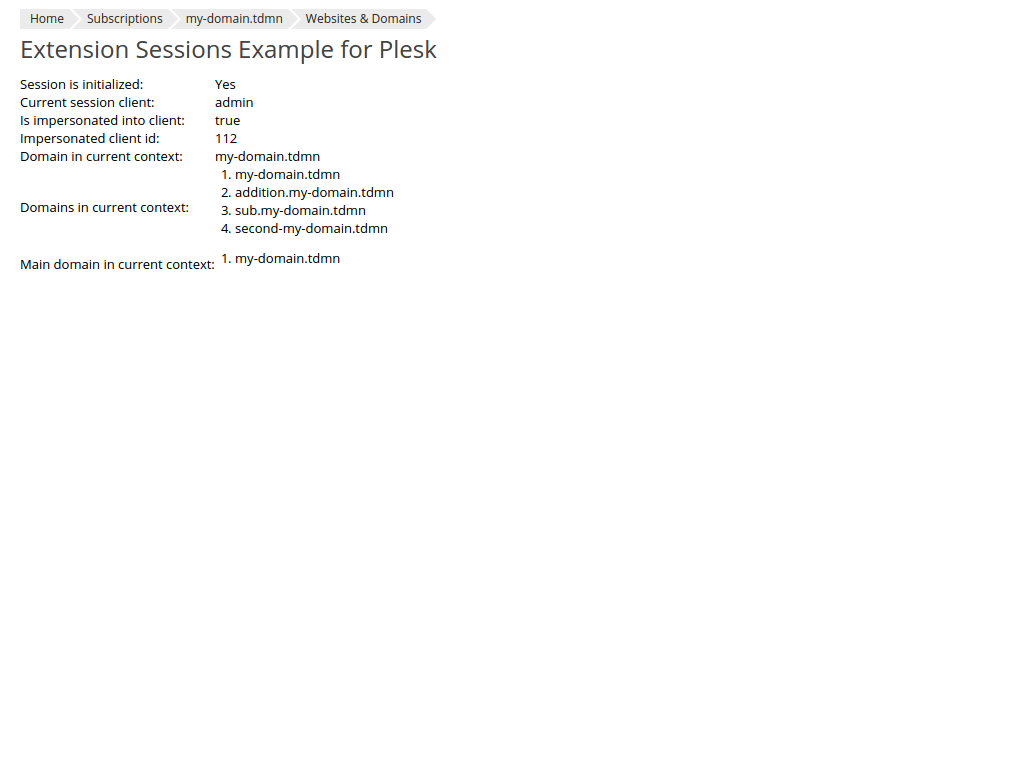 Home Subscriptions my-domain.tdmn Websites & Domains
Extension Sessions Example for Plesk
Session is initialized: Yes
Current session client: admin
Is impersonated into client: true
Impersonated client id: 112
Domain in current context: my-domain.tdmn
Domains in current context:
1. my-domain.tdmn
2. addition.my-domain.tdmn
3. sub.my-domain.tdmn
4. second-my-domain.tdmn
Main domain in current context: 1. my-domain.tdmn